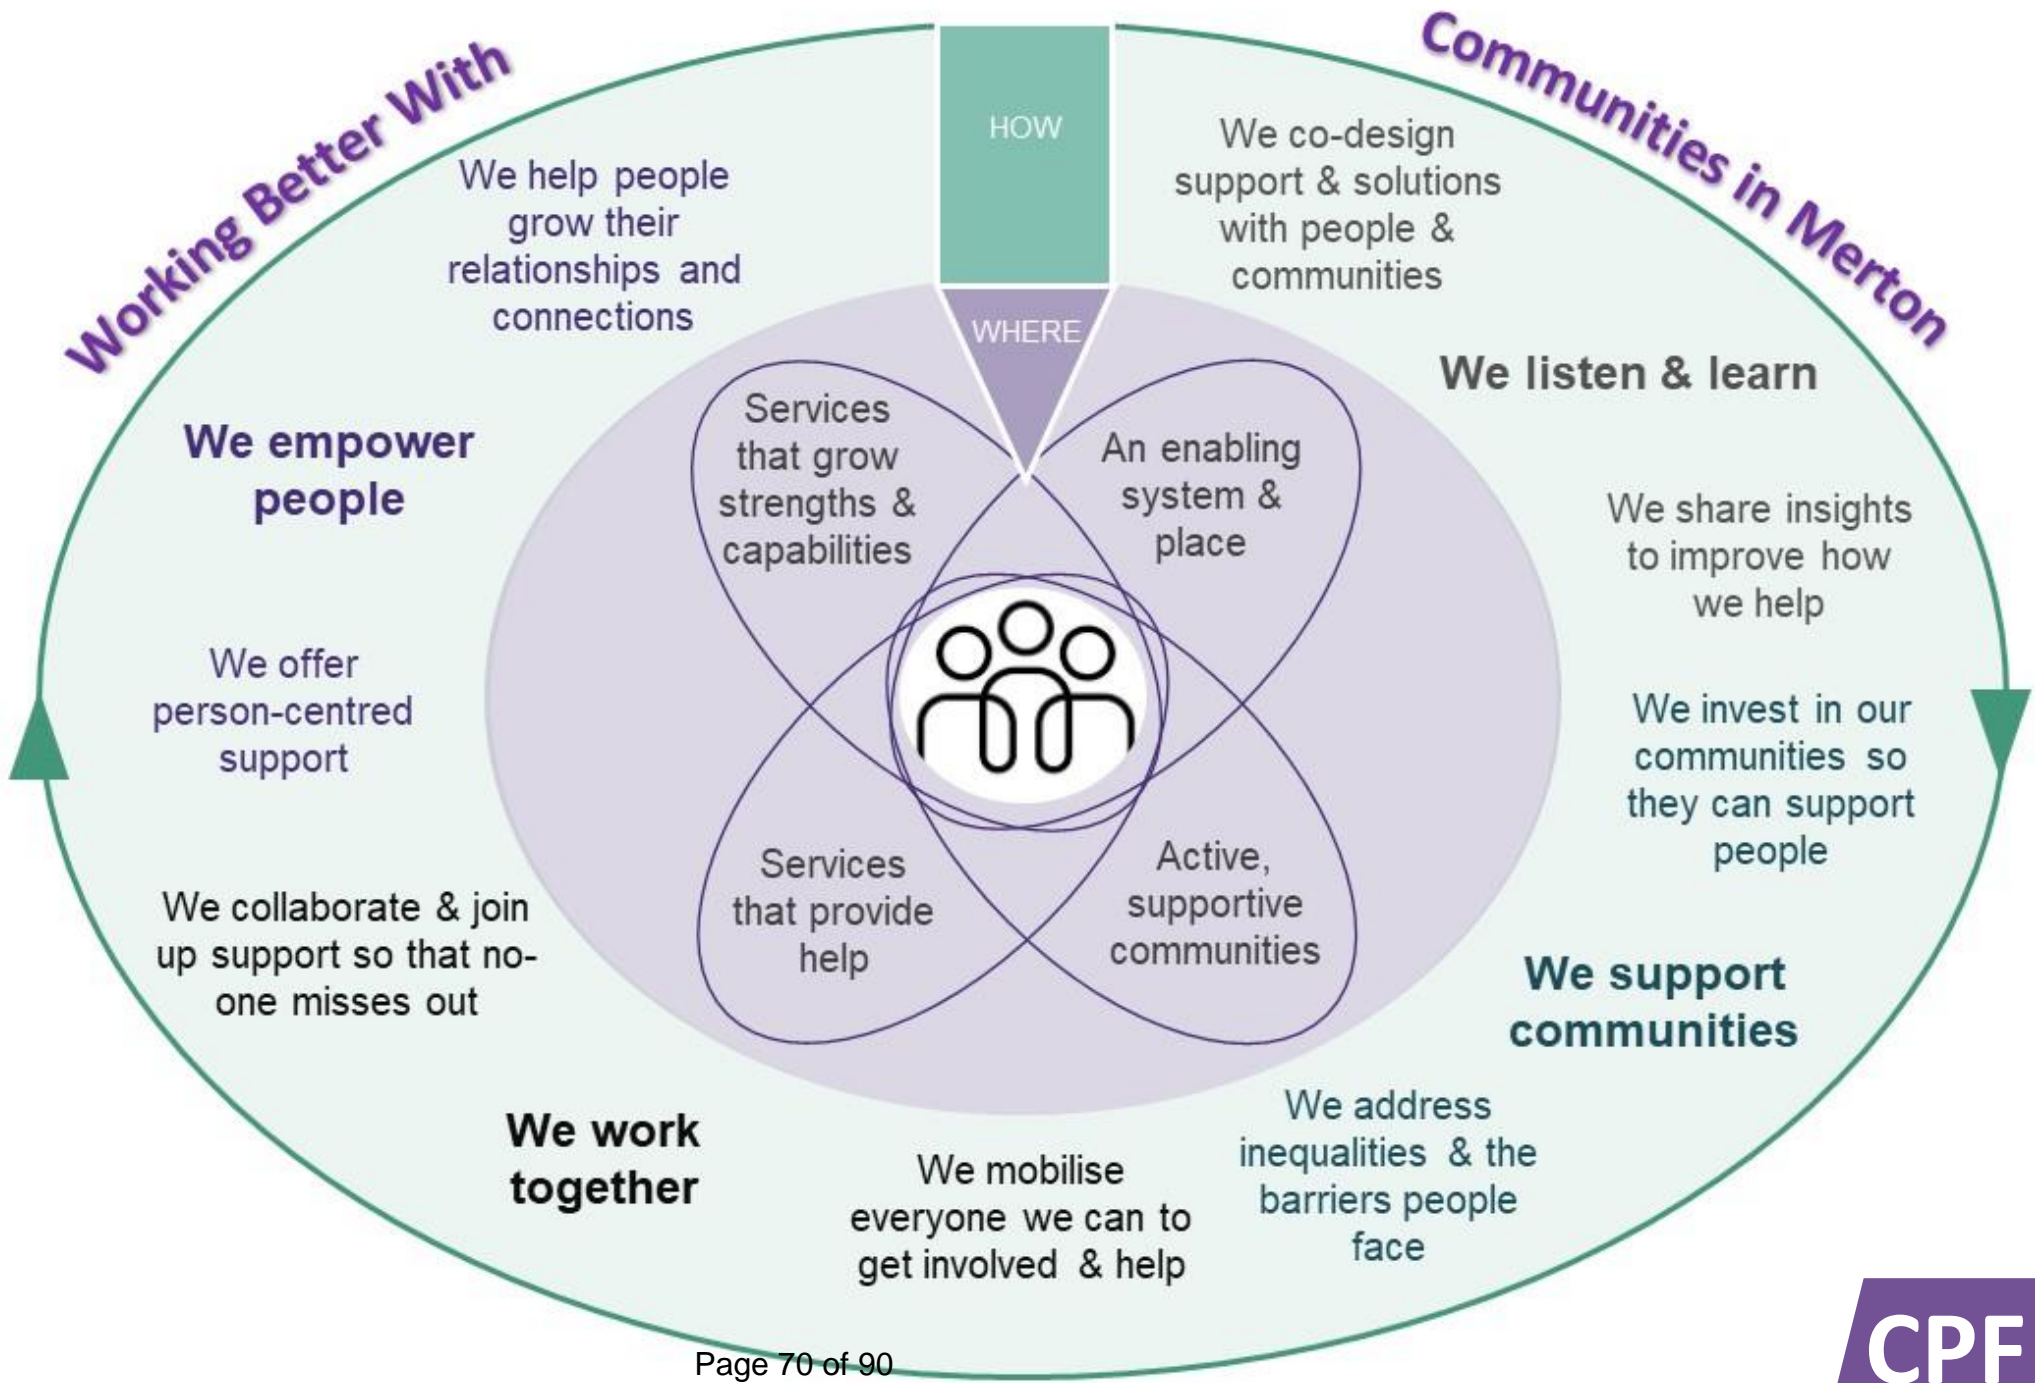 Working Better With
Communities in Merton
HOW
WHERE
We co-design
support & solutions
with people &
communities
We listen & learn
We share insights
to improve how
we help
We invest in our
communities so
they can support
people
We support
communities
We address
inequalities & the
barriers people
face
We mobilise
everyone we can to
get involved & help
We work
together
We collaborate & join
up support so that no-
one misses out
We offer
person-centred
support
We empower
people
We help people
grow their
relationships and
connections
Services
that grow
strengths &
capabilities
An enabling
system &
place
Services
that provide
help
Active,
supportive
communities
Page 70 of 90
CPF